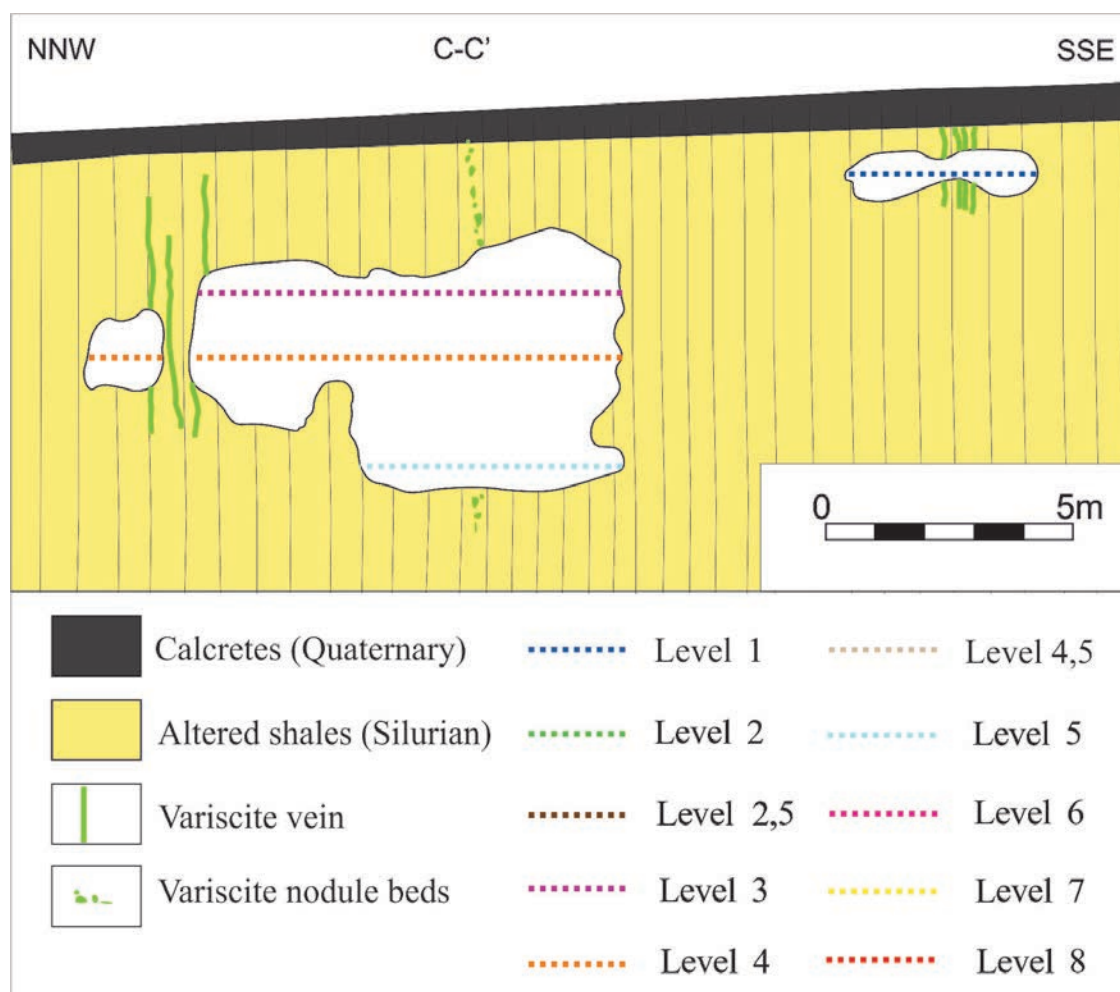 NNW C-C' SSE
0 5m
Calcretes (Quaternary)
Altered shales (Silurian)
Variscite vein
Variscite nodule beds
Level 1
Level 2
Level 2,5
Level 3
Level 4
Level 4,5
Level 5
Level 6
Level 7
Level 8